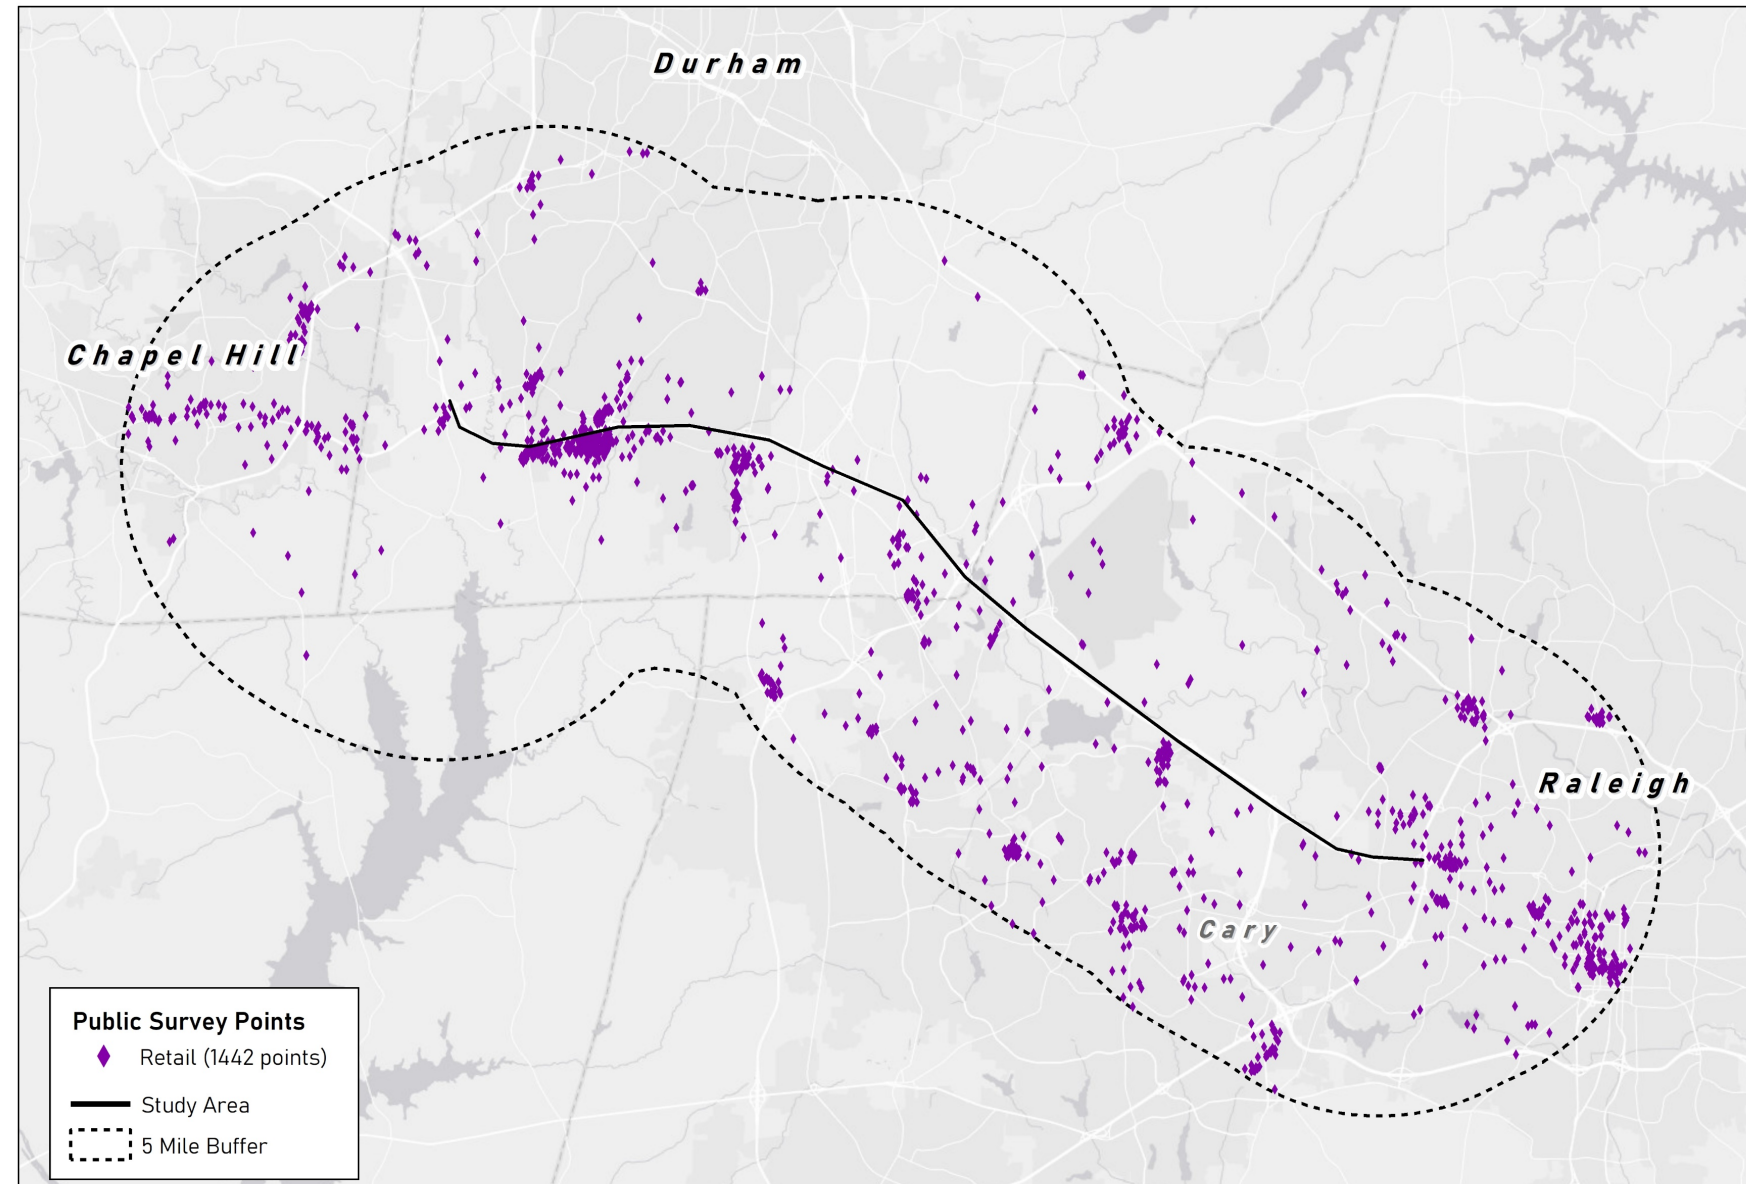 Durham
Chapel Hill
Raleigh
Cary
Public Survey Points
Retail (1442 points)
Study Area
5 Mile Buffer